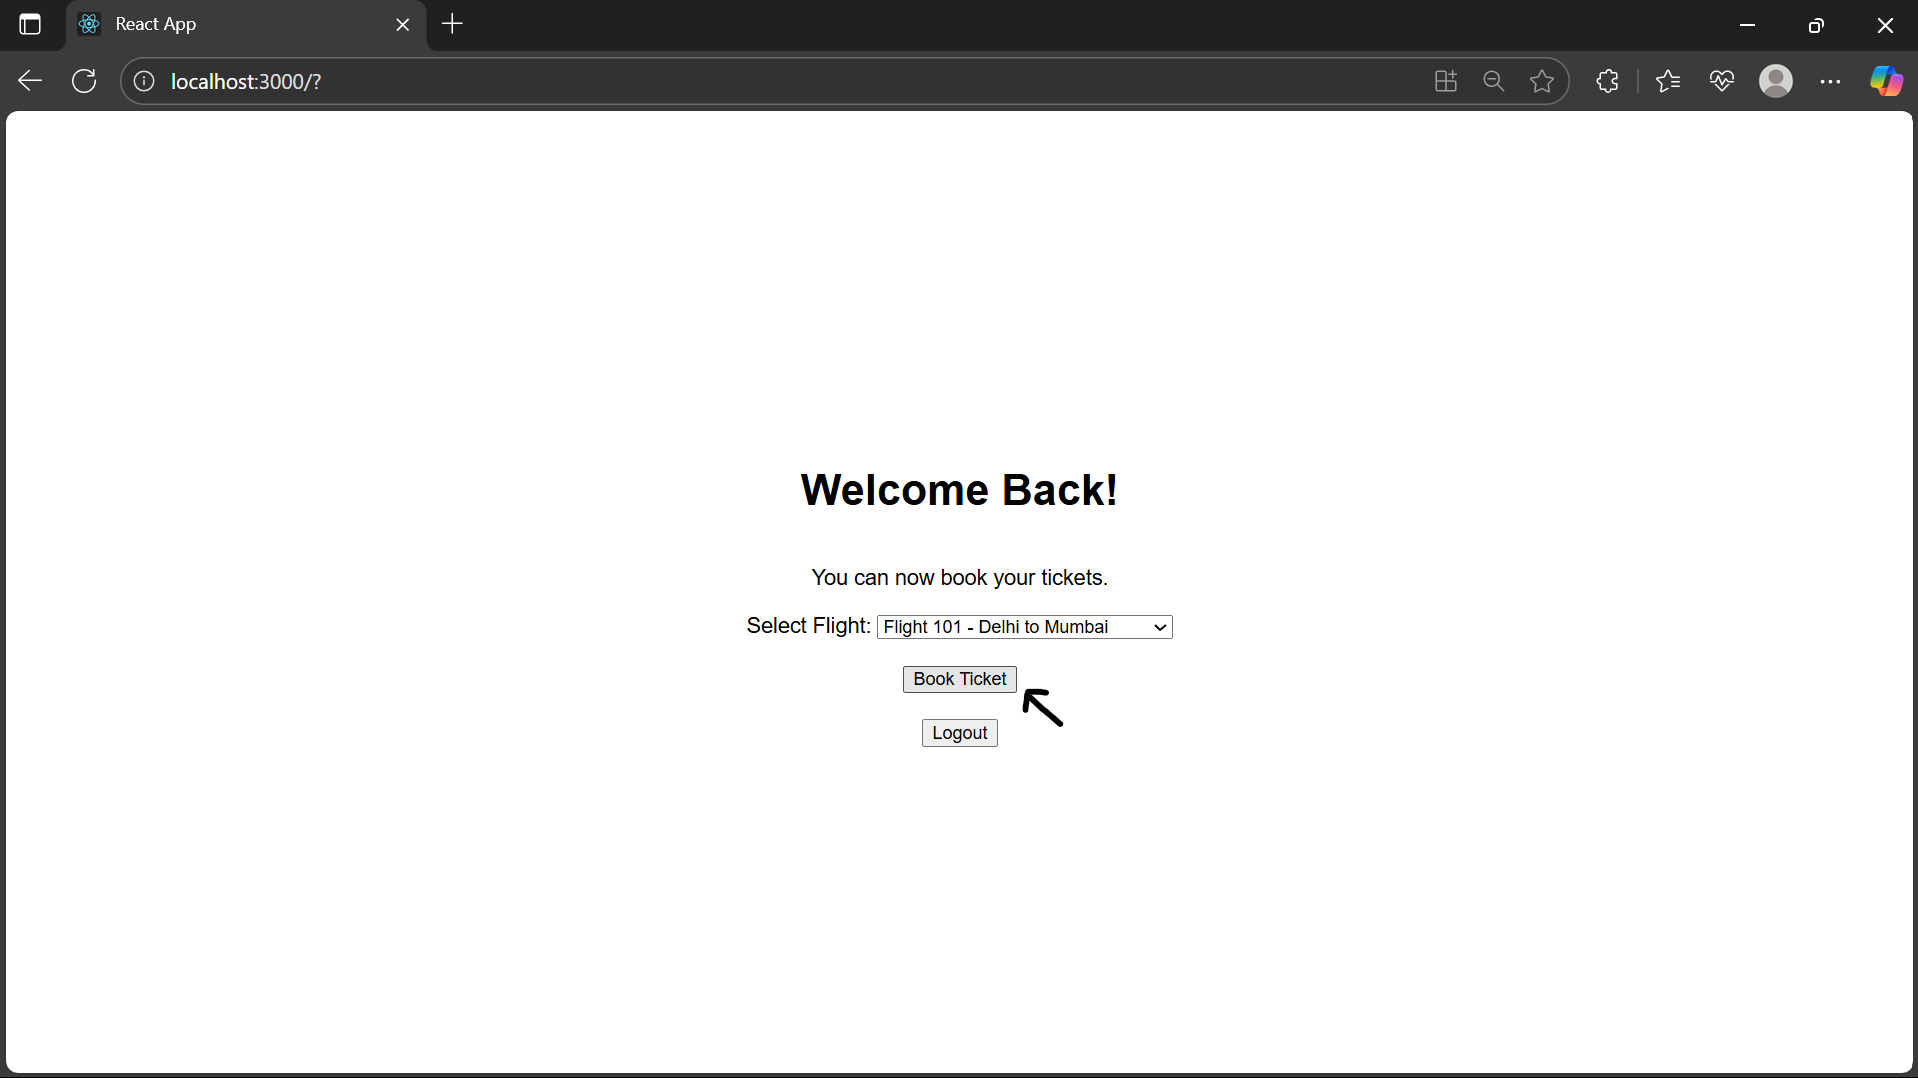 React App
localhost:3000/?
Welcome Back!
You can now book your tickets.
Select Flight: Flight 101 - Delhi to Mumbai
Book Ticket
Logout